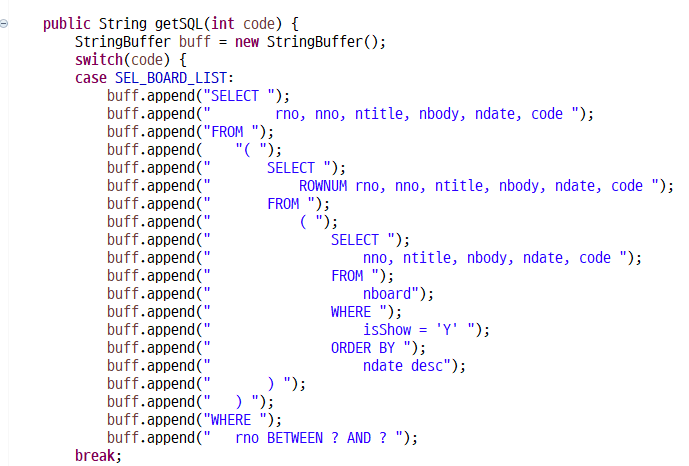 public String getSQL(int code) {
    StringBuffer buff = new StringBuffer();
    switch(code) {
    case SEL_BOARD_LIST:
        buff.append("SELECT ");
        buff.append("        rno, nno, ntitle, nbody, ndate, code ");
        buff.append("FROM ");
        buff.append(    "( ");
        buff.append("       SELECT ");
        buff.append("           ROWNUM rno, nno, ntitle, nbody, ndate, code ");
        buff.append("       FROM ");
        buff.append("           ( ");
        buff.append("               SELECT ");
        buff.append("                   nno, ntitle, nbody, ndate, code ");
        buff.append("               FROM ");
        buff.append("                   nboard");
        buff.append("               WHERE ");
        buff.append("                   isShow = 'Y' ");
        buff.append("               ORDER BY ");
        buff.append("                   ndate desc");
        buff.append("       ) ");
        buff.append("   ) ");
        buff.append("WHERE ");
        buff.append("   rno BETWEEN ? AND ? ");
    break;